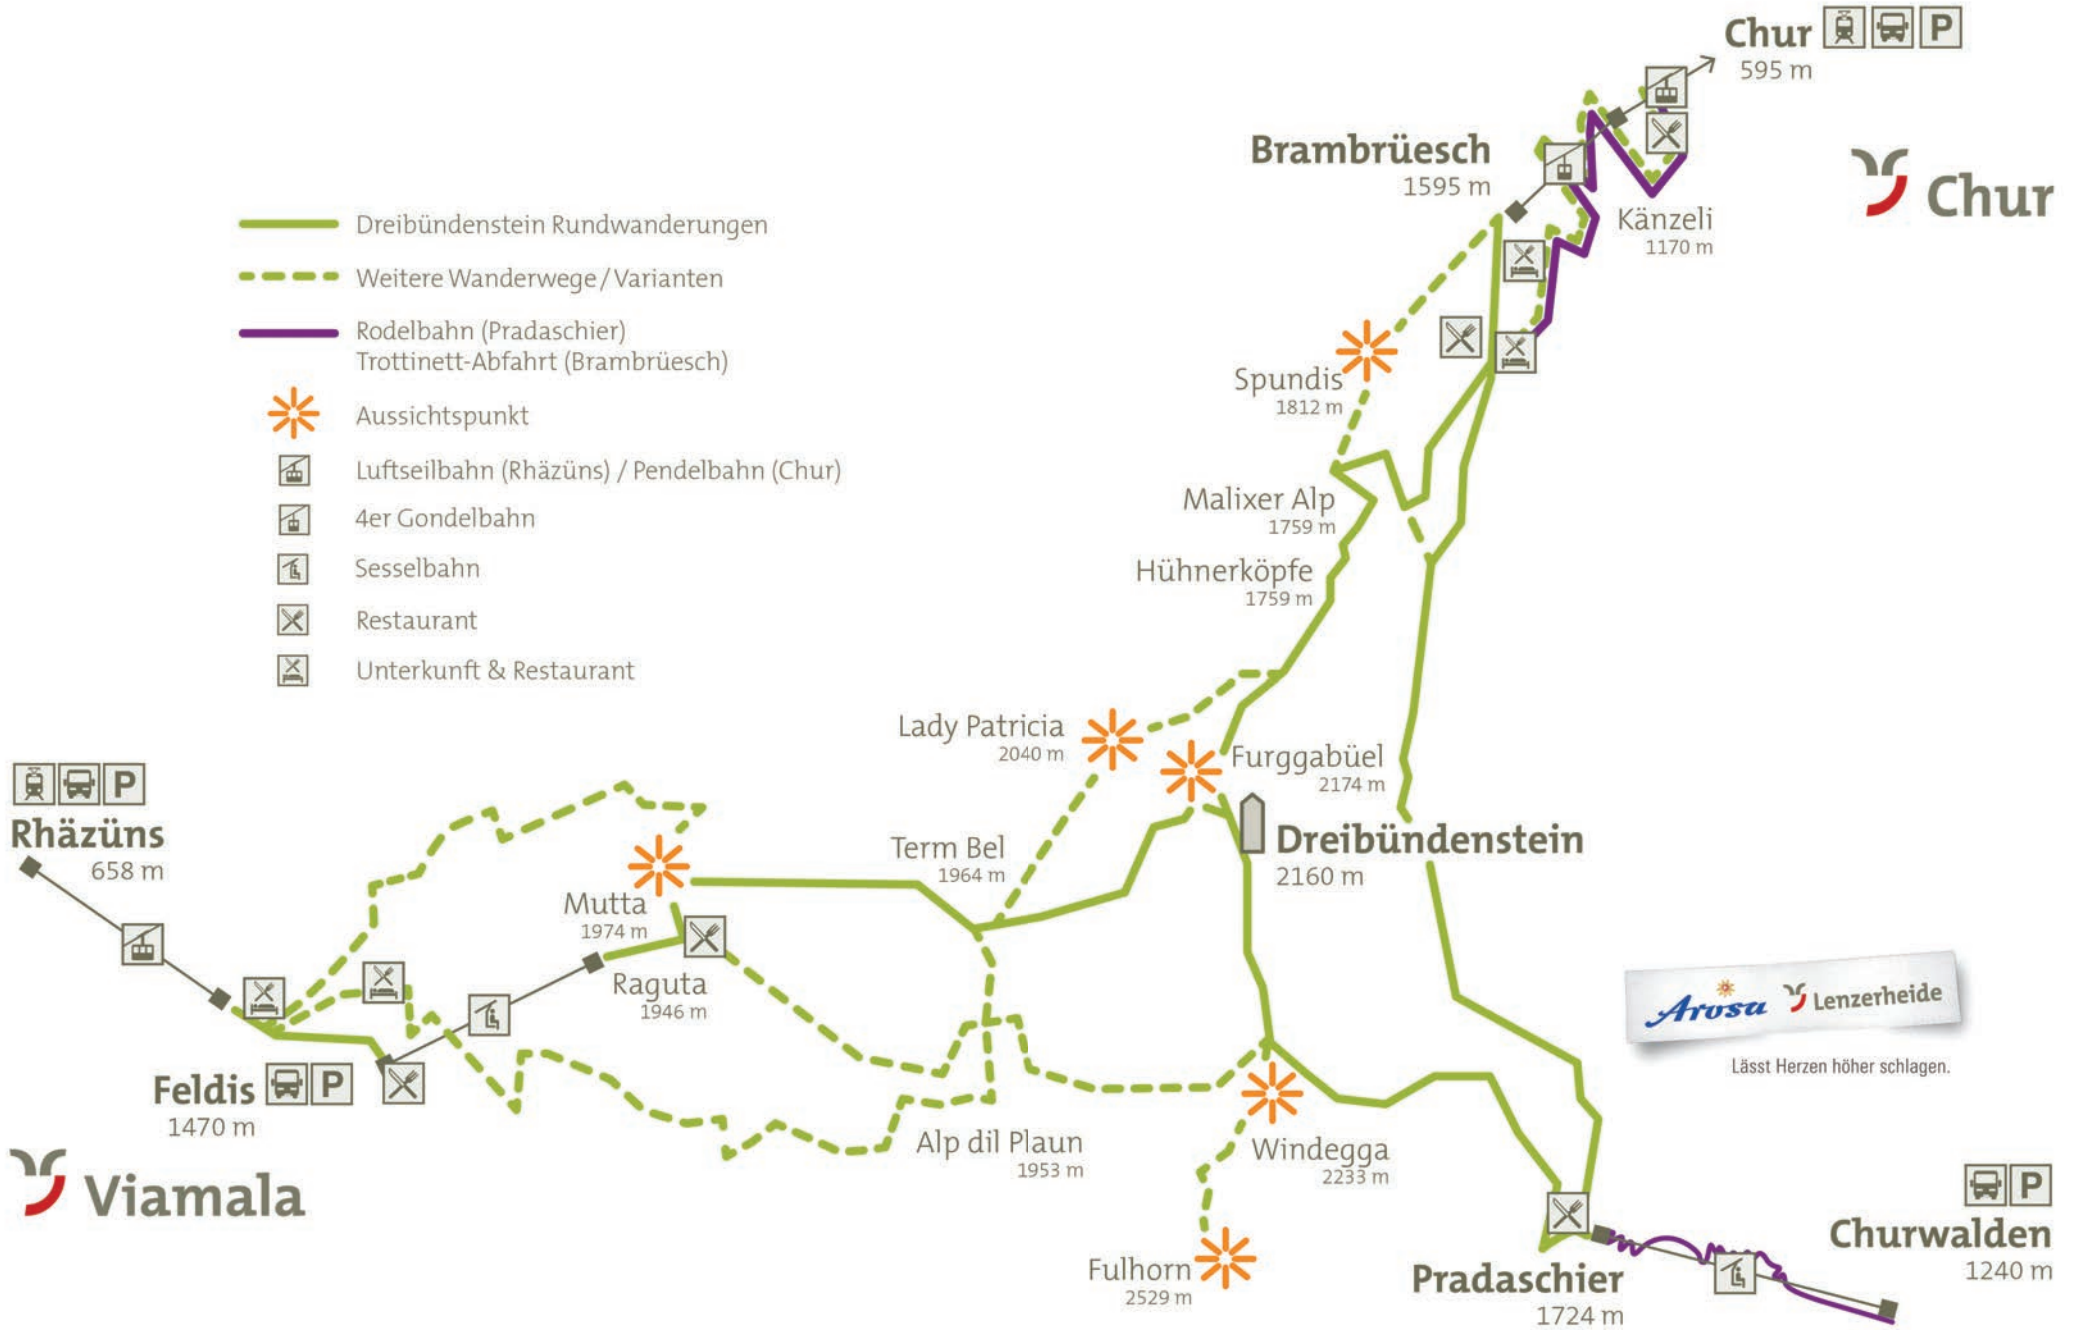 Chur P
595 m
Brambrüesch
1595 m
Chur
Känzeli
1170 m
Dreibündenstein Rundwanderungen
Weitere Wanderwege / Varianten
Rodelbahn (Pradaschier)
Trottinett-Abfahrt (Brambrüesch)
Aussichtspunkt
Luftseilbahn (Rhäzüns) / Pendelbahn (Chur)
4er Gondelbahn
Sesselbahn
Restaurant
Unterkunft & Restaurant
Spundis
1812 m
Malixer Alp
1759 m
Hühnerköpfe
1759 m
Lady Patricia
2040 m
Furggabüel
2174 m
Dreibündenstein
2160 m
Term Bel
1964 m
P
Rhäzüns
658 m
Mutta
1974 m
Raguta
1946 m
Feldis P
1470 m
Viamala
Alp dil Plaun
1953 m
Windegga
2233 m
Fulhorn
2529 m
Arosa Lenzerheide
Lässt Herzen höher schlagen.
P
Churwalden
1240 m
Pradaschier
1724 m